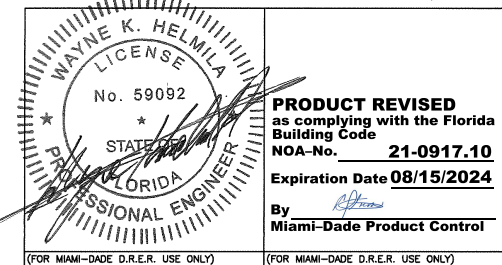 WAYNE K. HELMILA
LICENSE
No. 59092
★
STATE OF
FLORIDA
★ PROFESSIONAL ENGINEER ★
PRODUCT REVISED
as complying with the Florida
Building Code
NOA–No. 21-0917.10
Expiration Date 08/15/2024
By
Miami–Dade Product Control
(FOR MIAMI–DADE D.R.E.R. USE ONLY)
(FOR MIAMI–DADE D.R.E.R. USE ONLY)